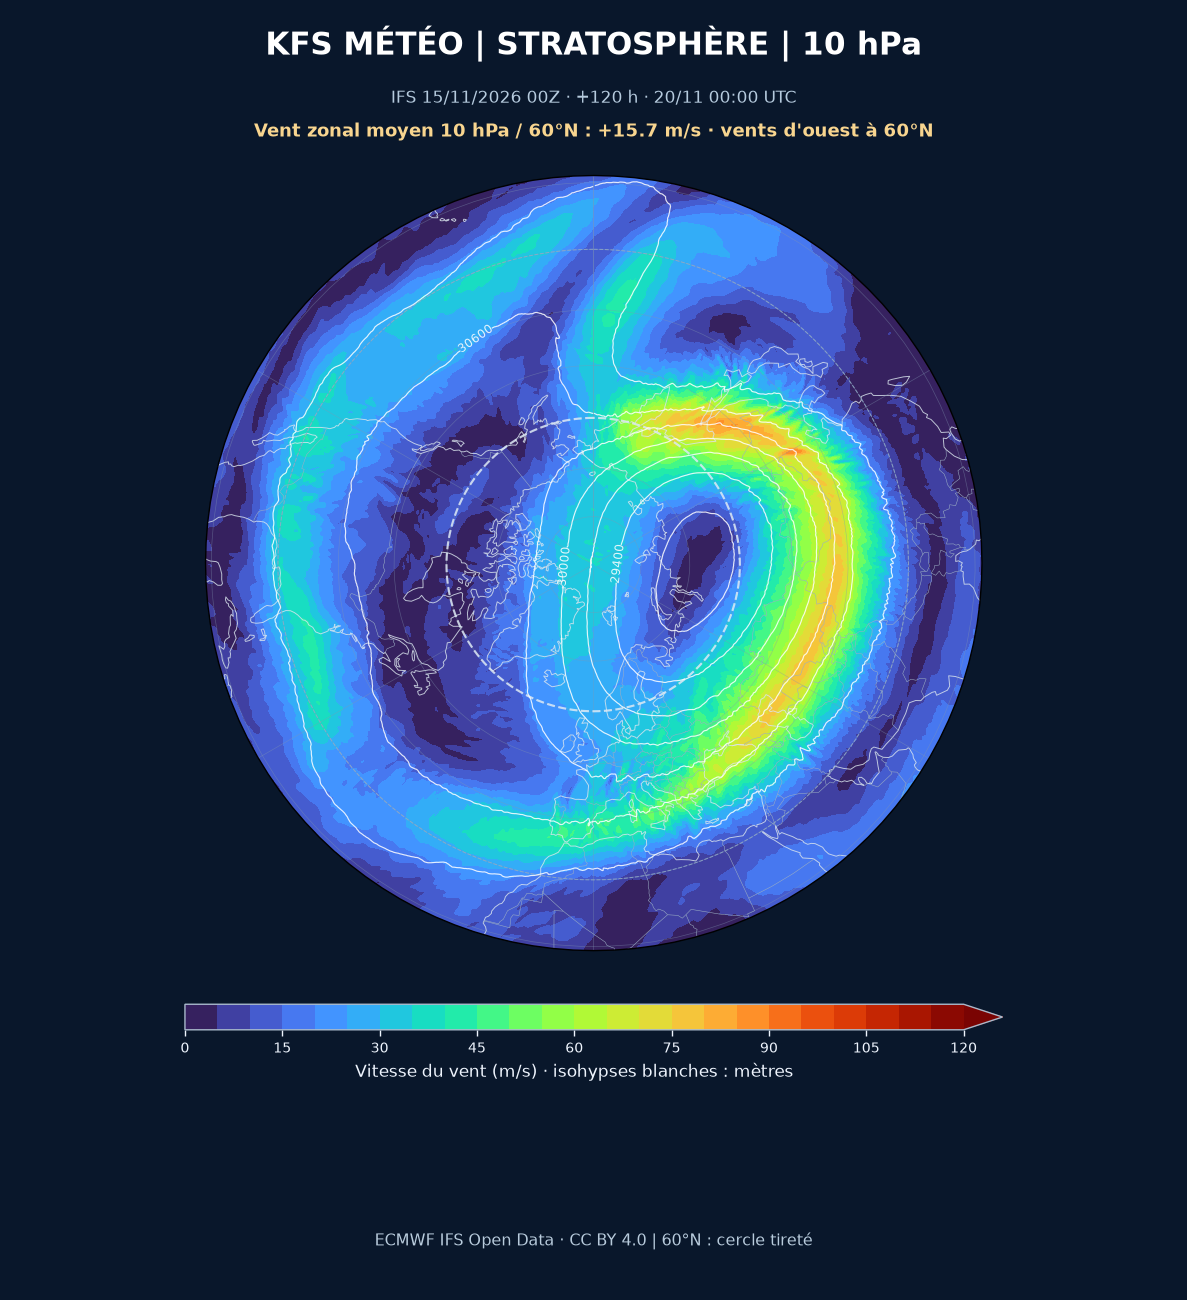 KFS MÉTÉO | STRATOSPHÈRE | 10 hPa
IFS 15/11/2026 00Z · +120 h · 20/11 00:00 UTC
Vent zonal moyen 10 hPa / 60°N : +15.7 m/s · vents d'ouest à 60°N
30600
30000
29400
0 15 30 45 60 75 90 105 120
Vitesse du vent (m/s) · isohypses blanches : mètres
ECMWF IFS Open Data · CC BY 4.0 | 60°N : cercle tireté